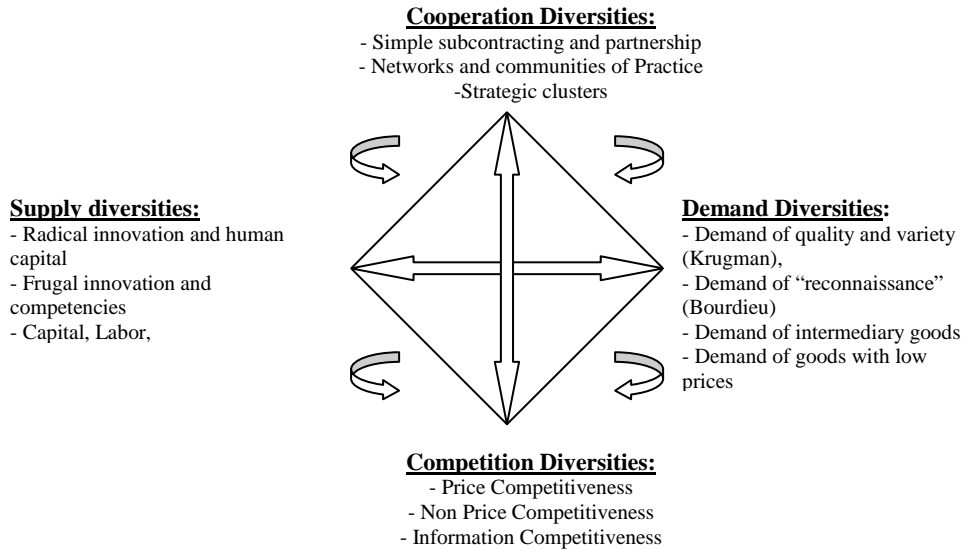 Cooperation Diversities:
- Simple subcontracting and partnership
- Networks and communities of Practice
-Strategic clusters
Supply diversities:
- Radical innovation and human
capital
- Frugal innovation and
competencies
- Capital, Labor,
Demand Diversities:
- Demand of quality and variety
(Krugman),
- Demand of “reconnaissance”
(Bourdieu)
- Demand of intermediary goods
- Demand of goods with low
prices
Competition Diversities:
- Price Competitiveness
- Non Price Competitiveness
- Information Competitiveness